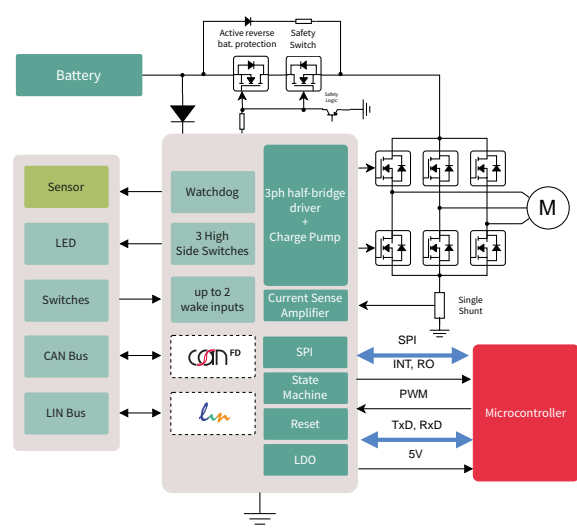 Active reverse
bat. protection
Safety
Switch
Battery
Safety
Logic
Sensor
LED
Switches
CAN Bus
LIN Bus
Watchdog
3 High
Side Switches
up to 2
wake inputs
CAN FD
lin
3ph half-bridge
driver
+
Charge Pump
Current Sense
Amplifier
SPI
State
Machine
Reset
LDO
M
Single
Shunt
SPI
INT, RO
PWM
TxD, RxD
5V
Microcontroller